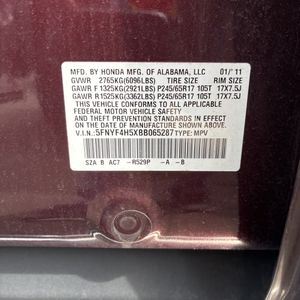 MFD. BY HONDA MFG. OF ALABAMA, LLC 01/'11
GVWR 2765KG(6096LBS) TIRE SIZE RIM SIZE
GAWR F 1325KG(2921LBS) P245/65R17 105T 17X7.5J
GAWR R 1525KG(3362LBS) P245/65R17 105T 17X7.5J
THIS VEHICLE CONFORMS TO ALL APPLICABLE
FEDERAL MOTOR VEHICLE SAFETY AND
THEFT PREVENTION STANDARDS IN EFFECT ON
THE DATE OF MANUFACTURE SHOWN ABOVE.
V.I.N:5FNYF4H5XBB065287 TYPE: MPV
SZA B AC7 -R529P -A -B